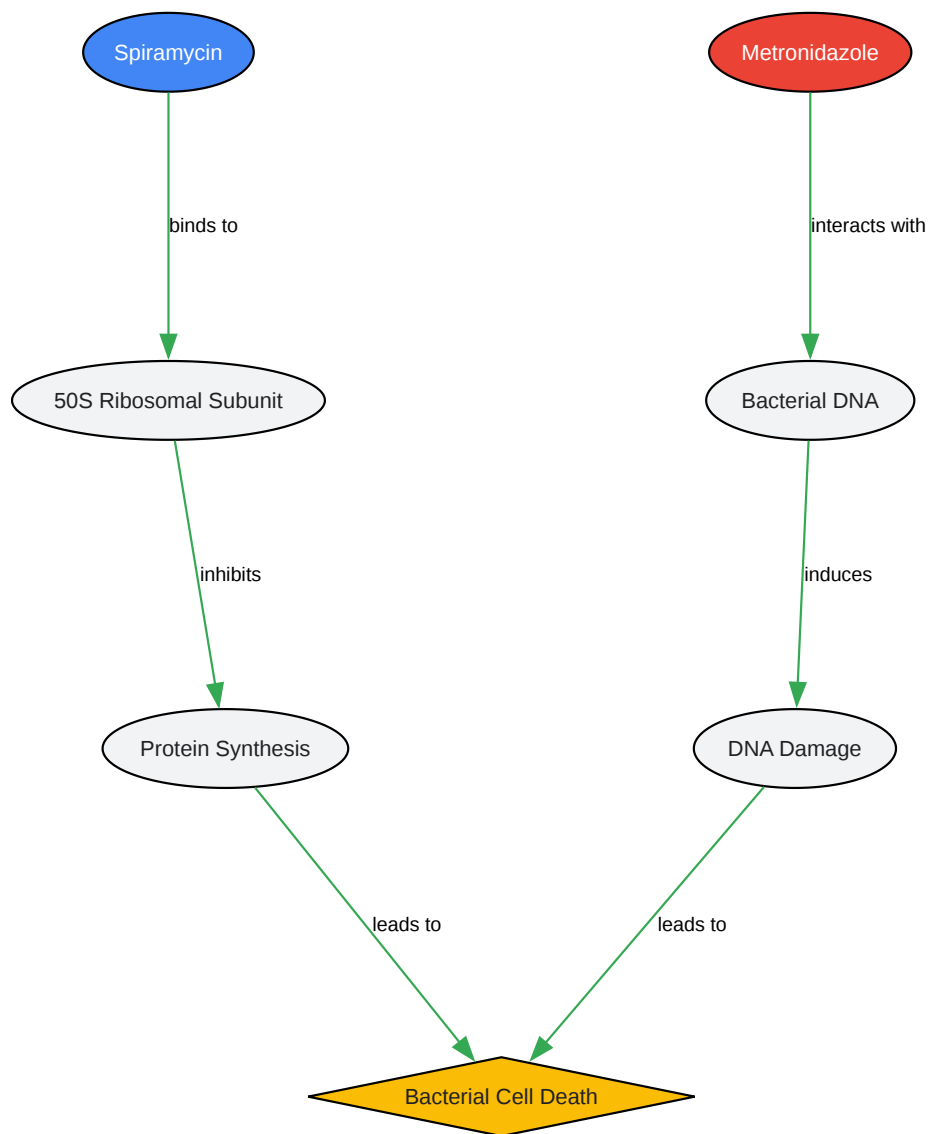 Spiramycin
Metronidazole
binds to
interacts with
50S Ribosomal Subunit
Bacterial DNA
inhibits
induces
Protein Synthesis
DNA Damage
leads to
leads to
Bacterial Cell Death